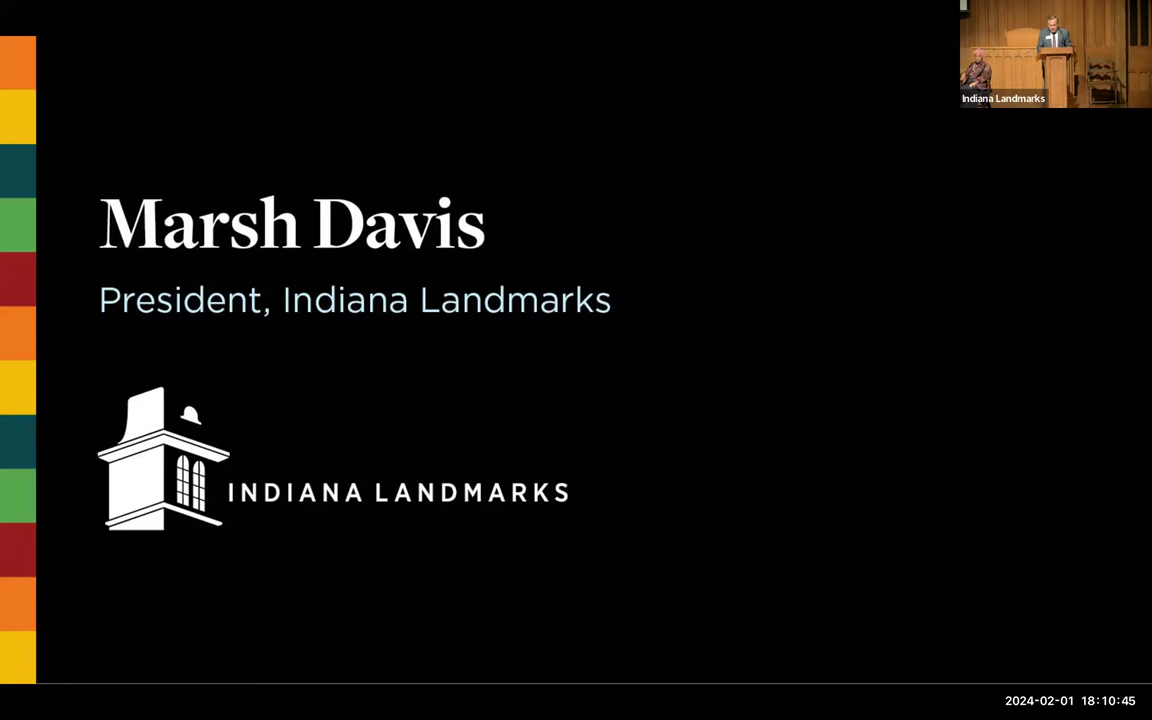 Indiana Landmarks
Marsh Davis
President, Indiana Landmarks
INDIANA LANDMARKS
2024-02-01 18:10:45